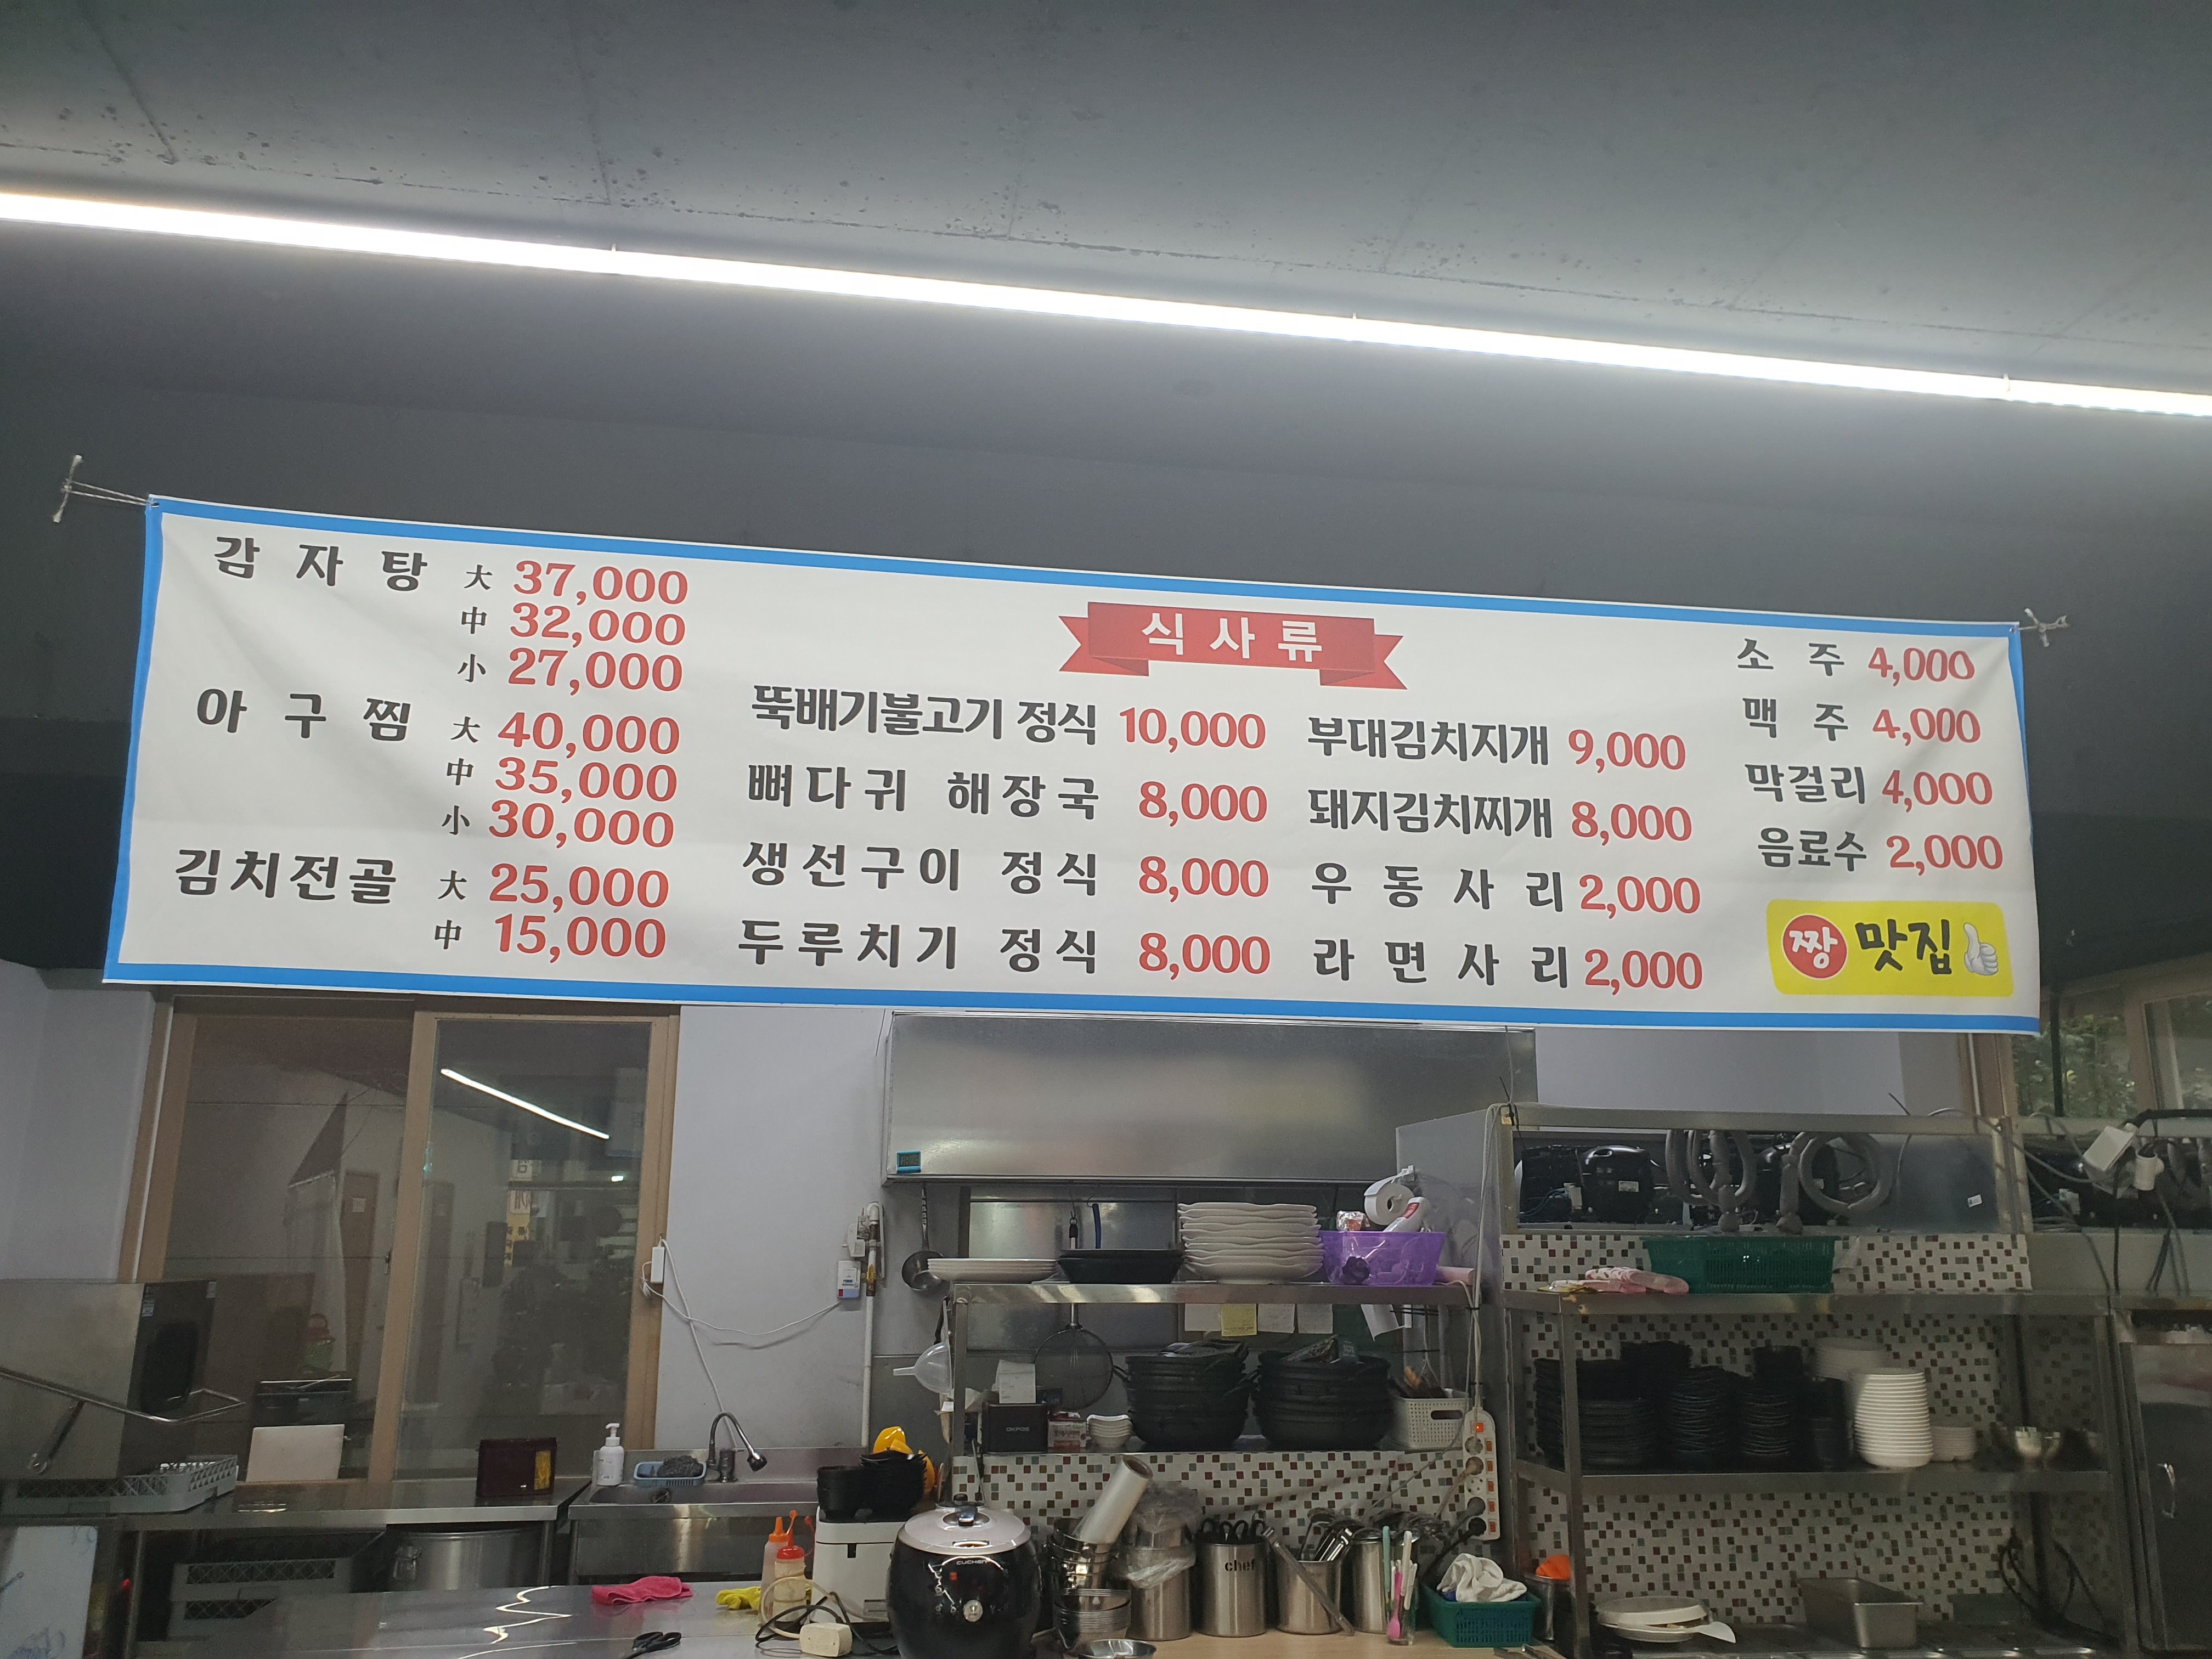 감자탕 大 37,000
中 32,000
小 27,000
아구찜 大 40,000
中 35,000
小 30,000
김치전골 大 25,000
中 15,000
식사류
뚝배기불고기 정식 10,000
뼈다귀 해장국 8,000
생선구이 정식 8,000
두루치기 정식 8,000
부대김치지개 9,000
돼지김치찌개 8,000
우동사리 2,000
라면사리 2,000
소주 4,000
맥주 4,000
막걸리 4,000
음료수 2,000
짱 맛집
OKPOS
CUCHEN
chef